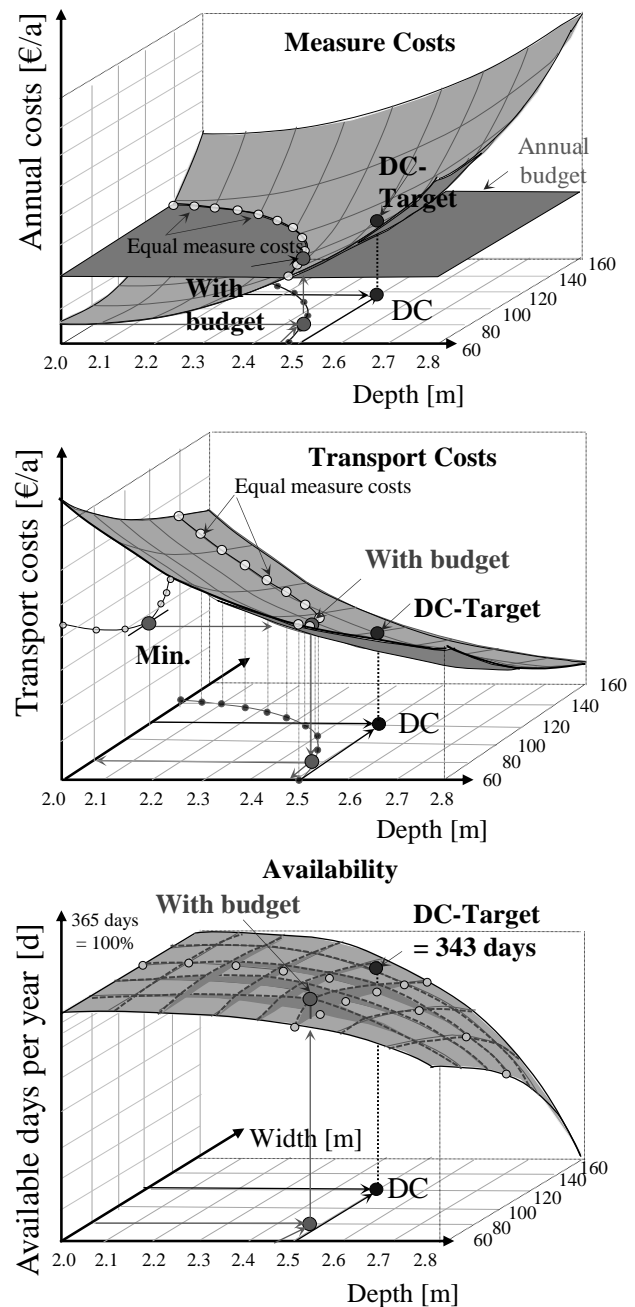 Measure Costs
Annual costs [€/a]
DC-
Target
Annual
budget
Equal measure costs
With
budget
DC
160
140
120
100
80
60
2.0
2.1
2.2
2.3
2.4
2.5
2.6
2.7
2.8
Depth [m]
Transport Costs
Transport costs [€/a]
Equal measure costs
With budget
DC-Target
Min.
DC
160
140
120
100
80
60
2.0
2.1
2.2
2.3
2.4
2.5
2.6
2.7
2.8
Depth [m]
Availability
Available days per year [d]
365 days
= 100%
With budget
DC-Target
= 343 days
Width [m]
DC
160
140
120
100
80
60
2.0
2.1
2.2
2.3
2.4
2.5
2.6
2.7
2.8
Depth [m]